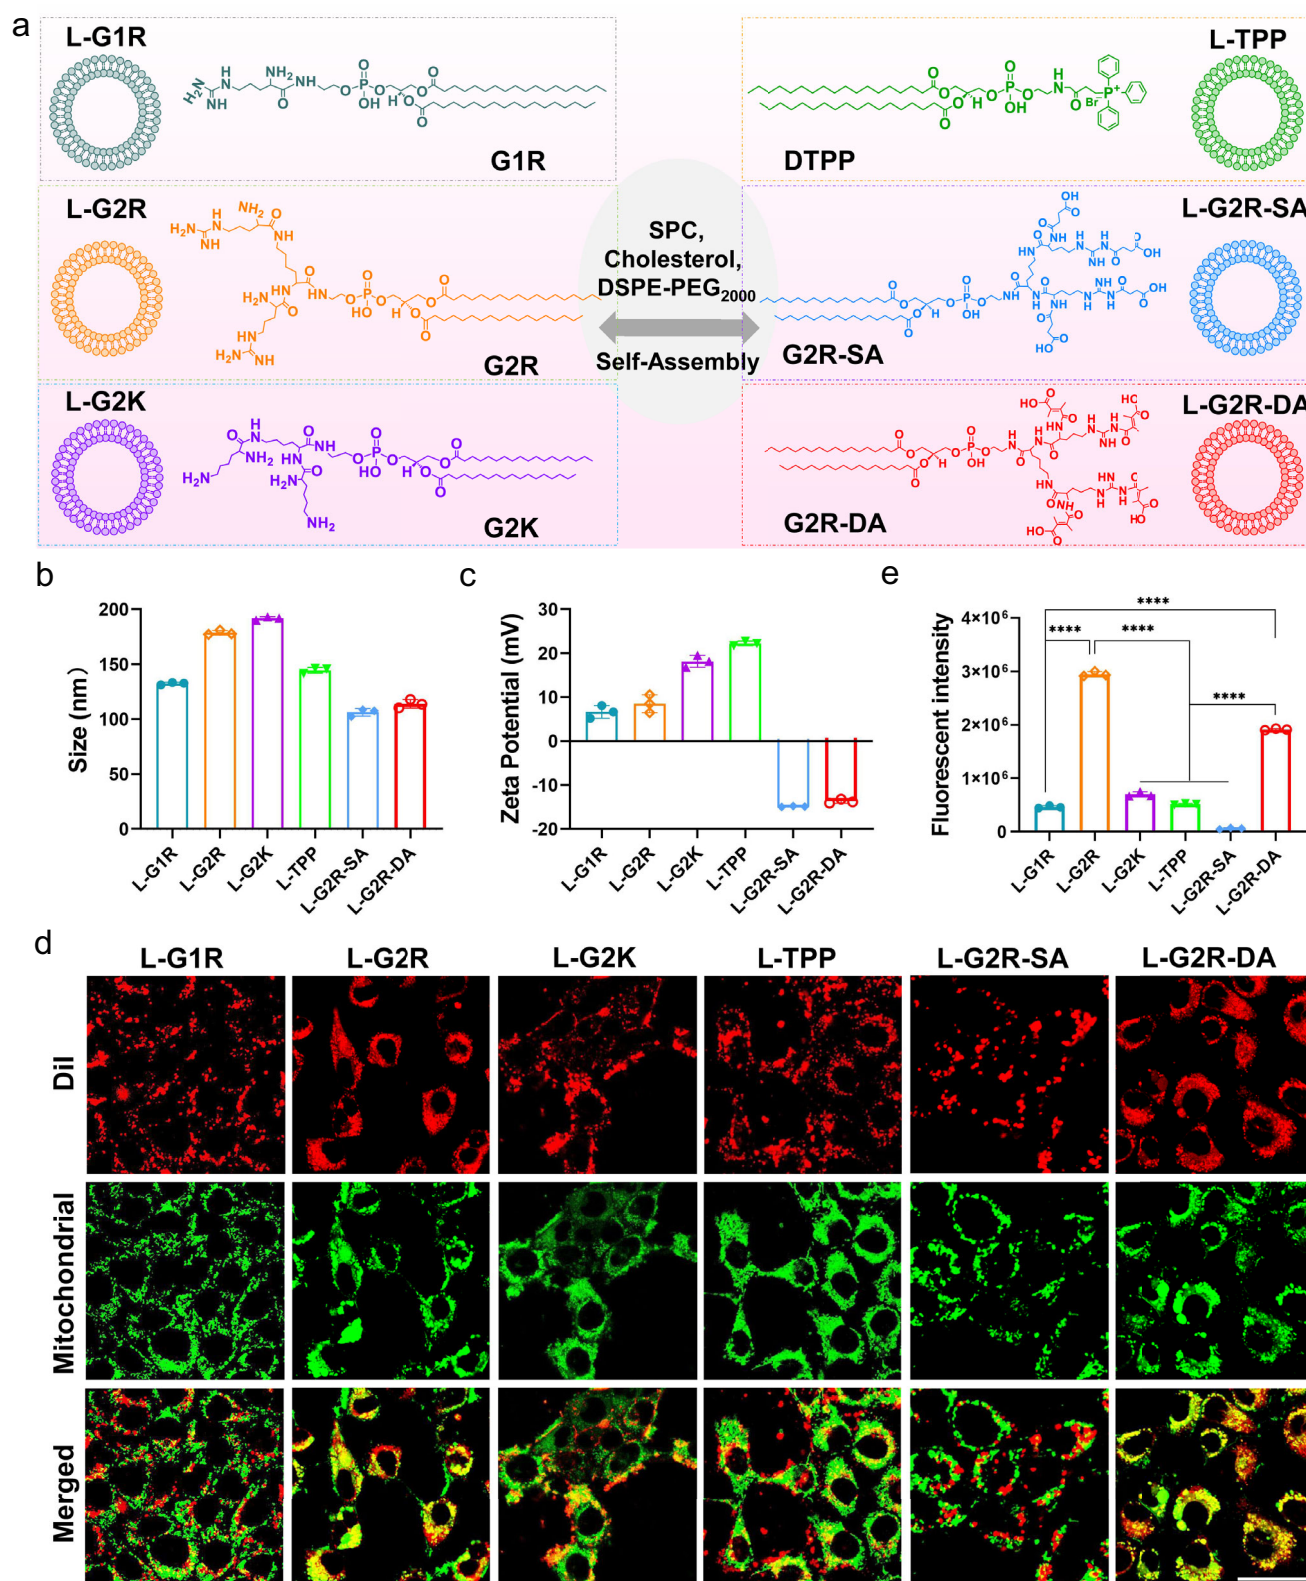 a
L-G1R
G1R
L-TPP
DTPP
L-G2R
G2R
SPC,
Cholesterol,
DSPE-PEG2000
Self-Assembly
L-G2R-SA
G2R-SA
L-G2K
G2K
L-G2R-DA
G2R-DA
b
Size (nm)
200
150
100
50
0
L-G1R
L-G2R
L-G2K
L-TPP
L-G2R-SA
L-G2R-DA
c
Zeta Potential (mV)
30
20
10
0
-10
-20
L-G1R
L-G2R
L-G2K
L-TPP
L-G2R-SA
L-G2R-DA
e
Fluorescent intensity
4×10⁶
3×10⁶
2×10⁶
1×10⁶
0
****
****
****
****
L-G1R
L-G2R
L-G2K
L-TPP
L-G2R-SA
L-G2R-DA
d
L-G1R
L-G2R
L-G2K
L-TPP
L-G2R-SA
L-G2R-DA
DiI
Mitochondrial
Merged